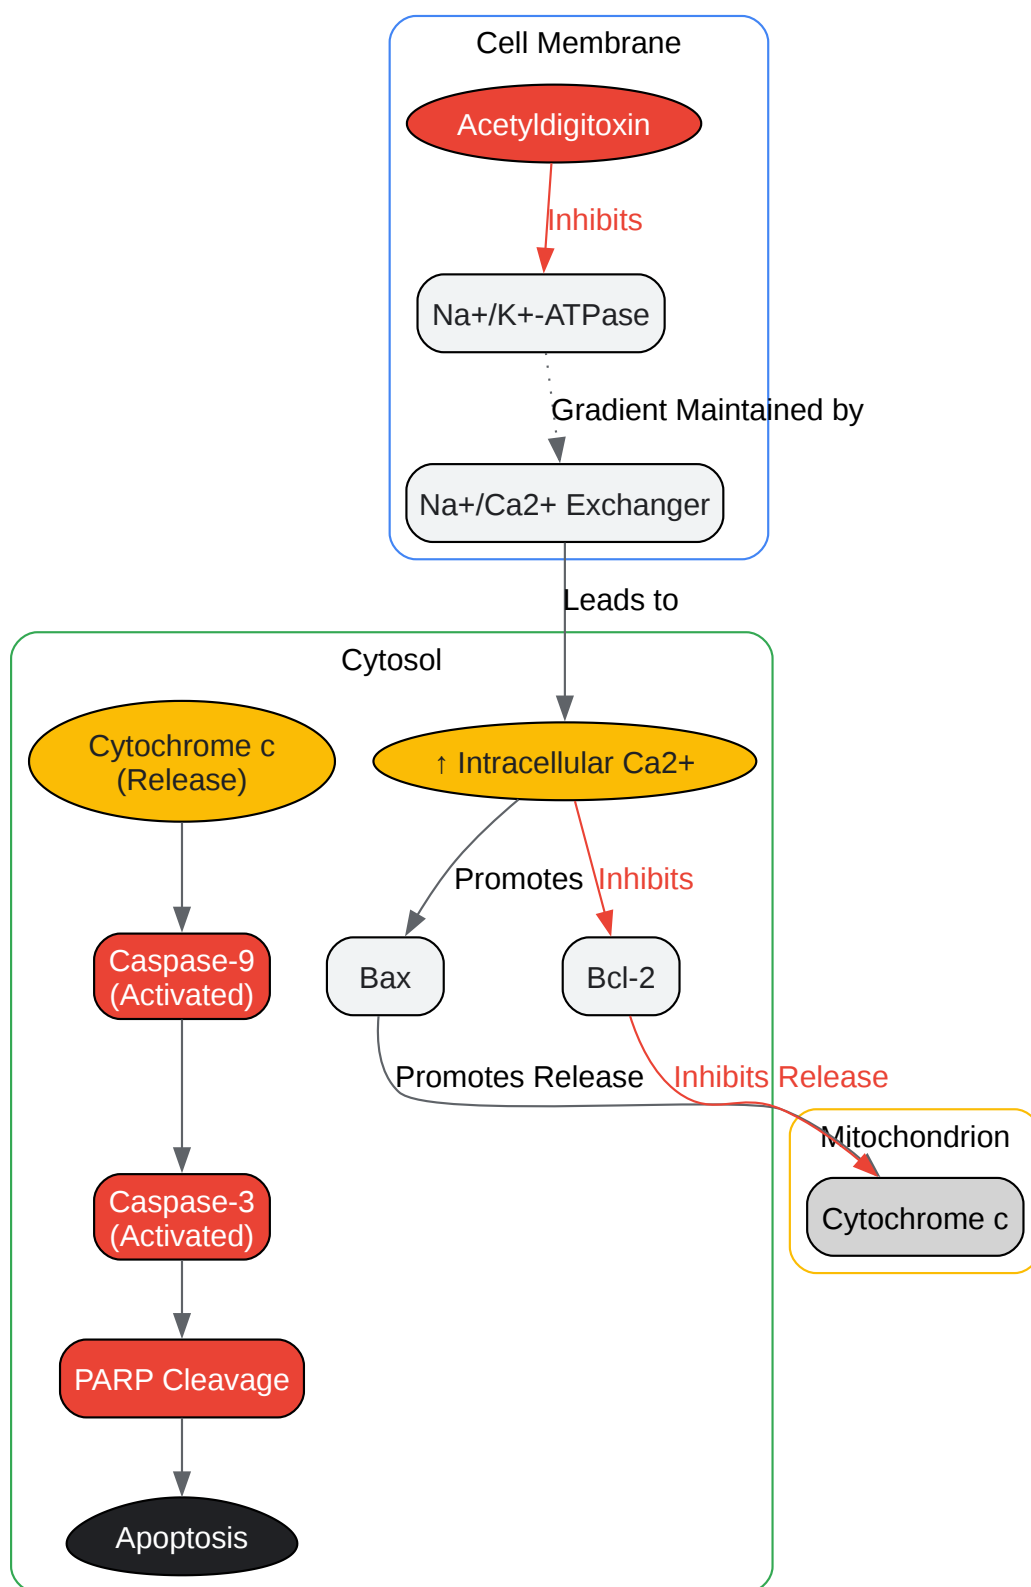 Cell Membrane
Acetyldigitoxin
Inhibits
Na+/K+-ATPase
Gradient Maintained by
Na+/Ca2+ Exchanger
Leads to
Cytosol
Cytochrome c
(Release)
↑ Intracellular Ca2+
Promotes
Inhibits
Caspase-9
(Activated)
Bax
Bcl-2
Promotes Release
Inhibits Release
Mitochondrion
Cytochrome c
Caspase-3
(Activated)
PARP Cleavage
Apoptosis